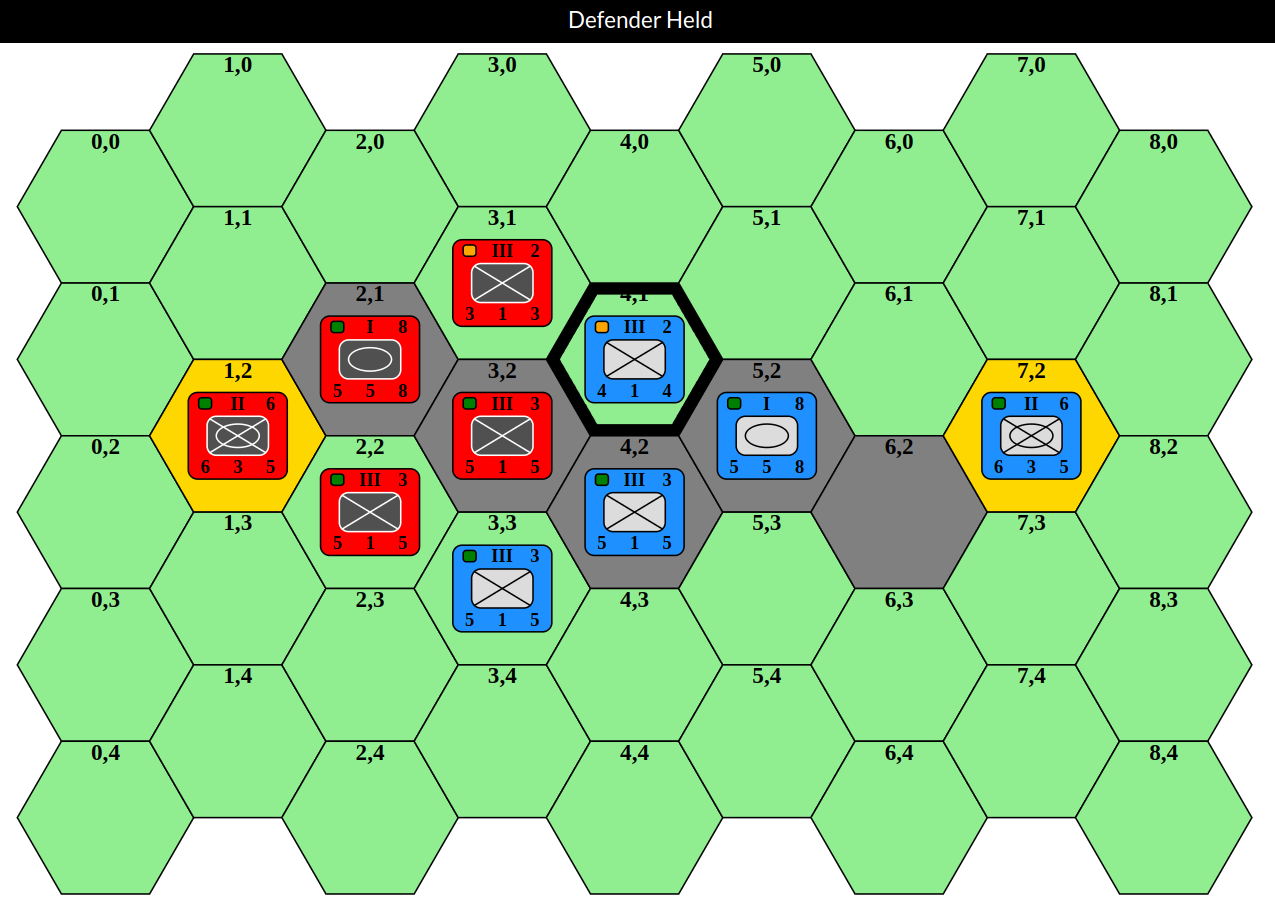 Defender Held
1,0 3,0 5,0 7,0
0,0 2,0 4,0 6,0 8,0
1,1 3,1 5,1 7,1
III 2
3 1 3
0,1 2,1 4,1 6,1 8,1
I 8
5 5 8
III 2
4 1 4
1,2 3,2 5,2 7,2
II 6
6 3 5
III 3
5 1 5
I 8
5 5 8
II 6
6 3 5
0,2 2,2 4,2 6,2 8,2
III 3
5 1 5
III 3
5 1 5
1,3 3,3 5,3 7,3
III 3
5 1 5
0,3 2,3 4,3 6,3 8,3
1,4 3,4 5,4 7,4
0,4 2,4 4,4 6,4 8,4